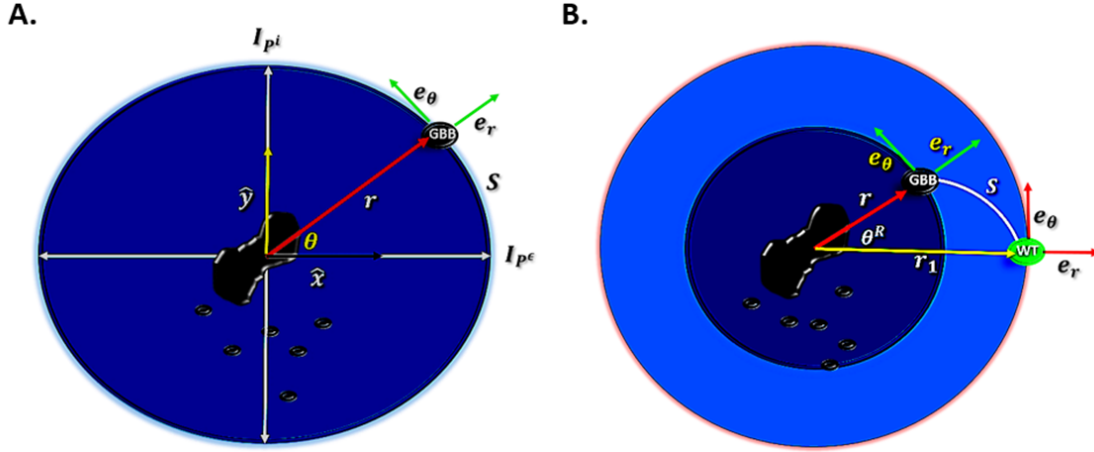 A.
I_{P^i}
e_θ
GBB
e_r
S
ŷ
r
θ
I_{P^ϵ}
x̂
B.
e_θ
e_r
GBB
S
r
θ^R
e_θ
r_1
WT
e_r